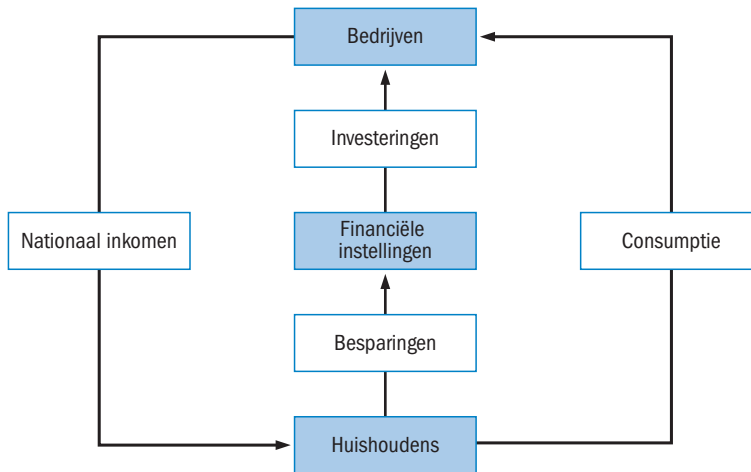 Bedrijven
Investeringen
Nationaal inkomen
Financiële
instellingen
Consumptie
Besparingen
Huishoudens